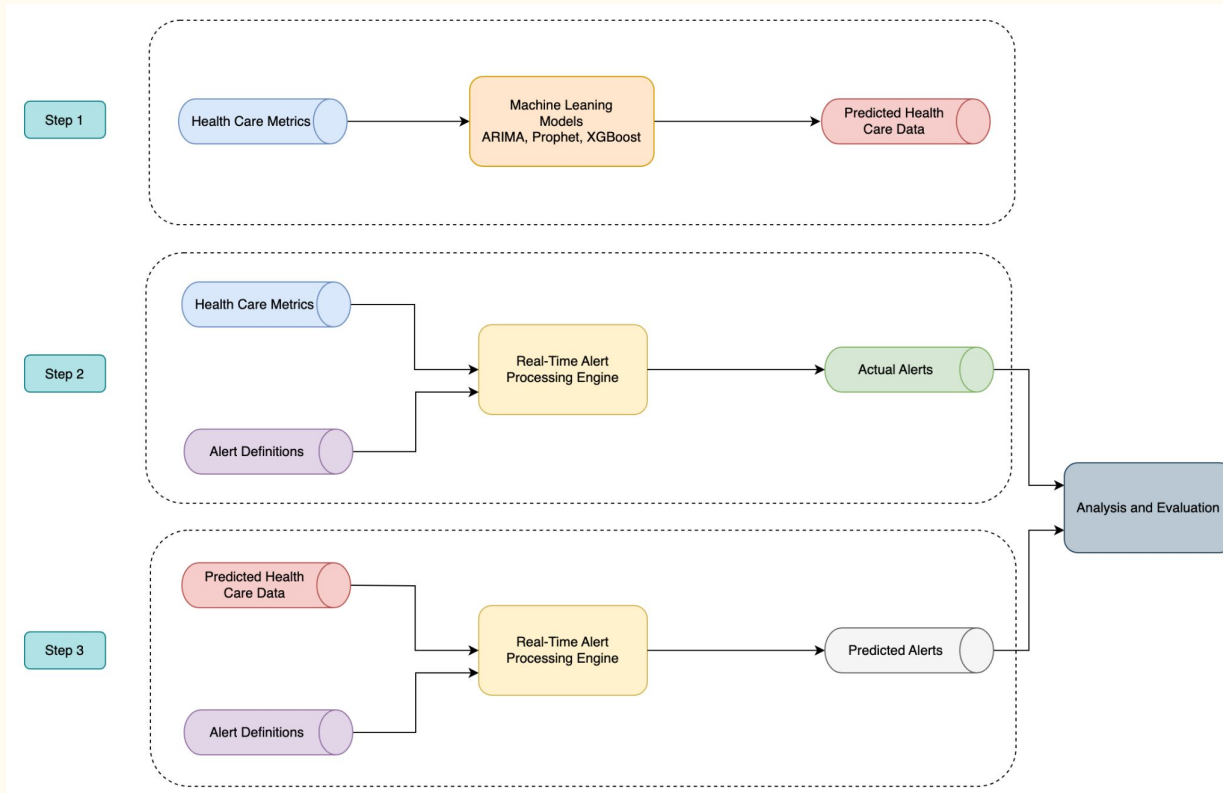 Step 1
Health Care Metrics
Machine Leaning
Models
ARIMA, Prophet, XGBoost
Predicted Health
Care Data
Step 2
Health Care Metrics
Alert Definitions
Real-Time Alert
Processing Engine
Actual Alerts
Analysis and Evaluation
Step 3
Predicted Health
Care Data
Alert Definitions
Real-Time Alert
Processing Engine
Predicted Alerts